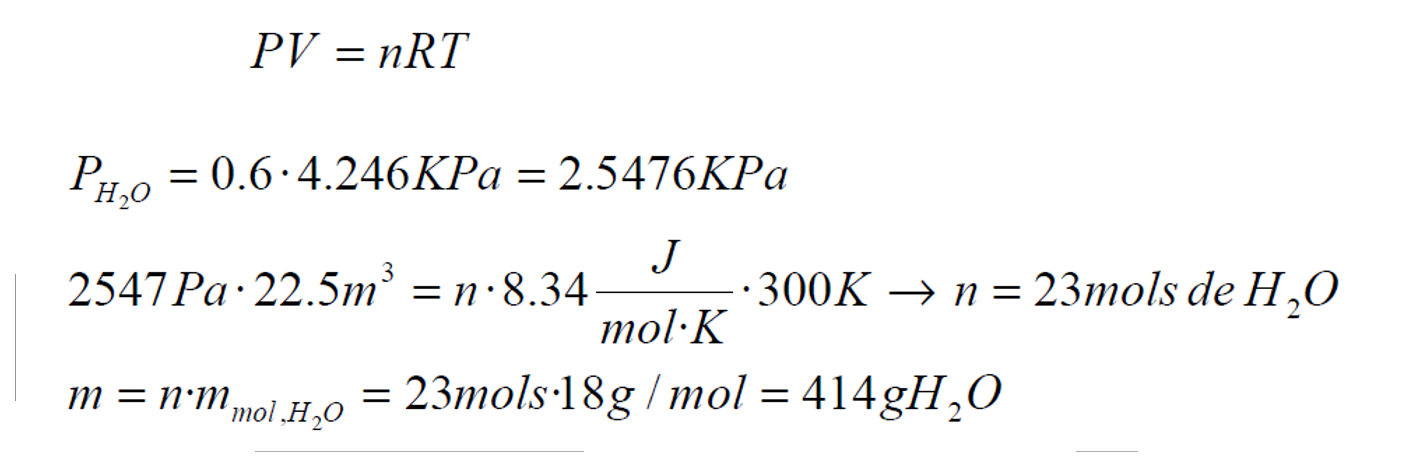 PV = nRT
P_{H_2O} = 0.6·4.246KPa = 2.5476KPa
2547Pa·22.5m^3 = n·8.34 \frac{J}{mol·K}·300K → n = 23mols de H_2O
m = n·m_{mol,H_2O} = 23mols·18g / mol = 414gH_2O